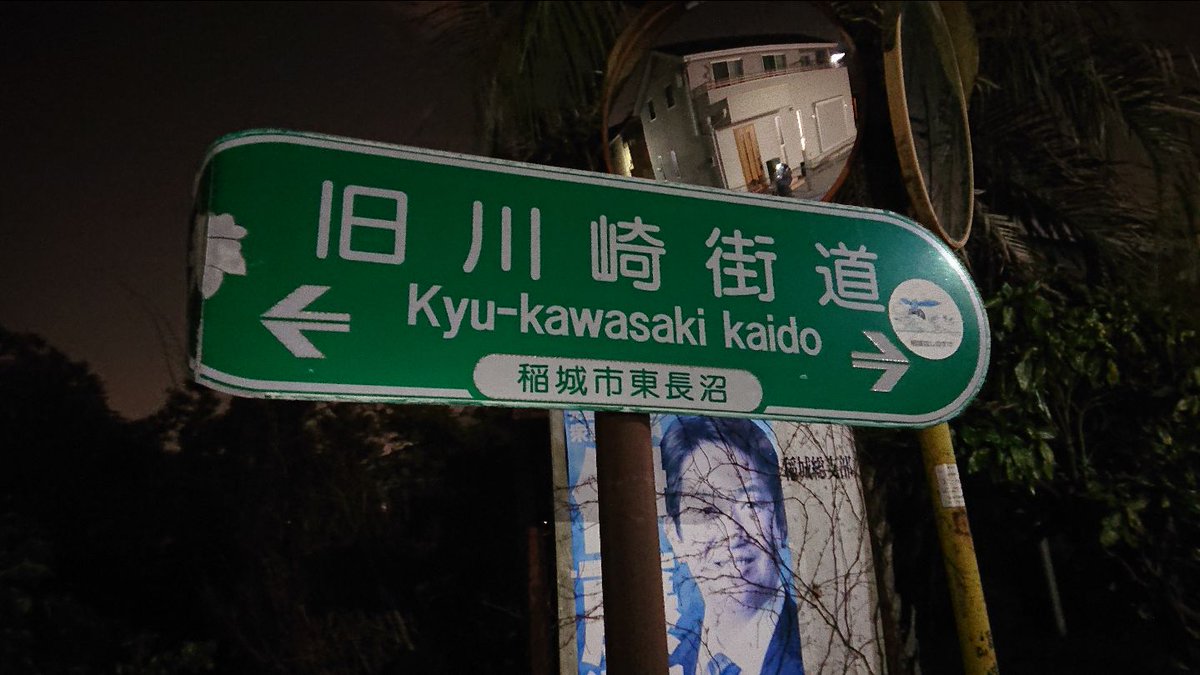 旧川崎街道
Kyu-kawasaki kaido
稲城市東長沼
稲城総支部